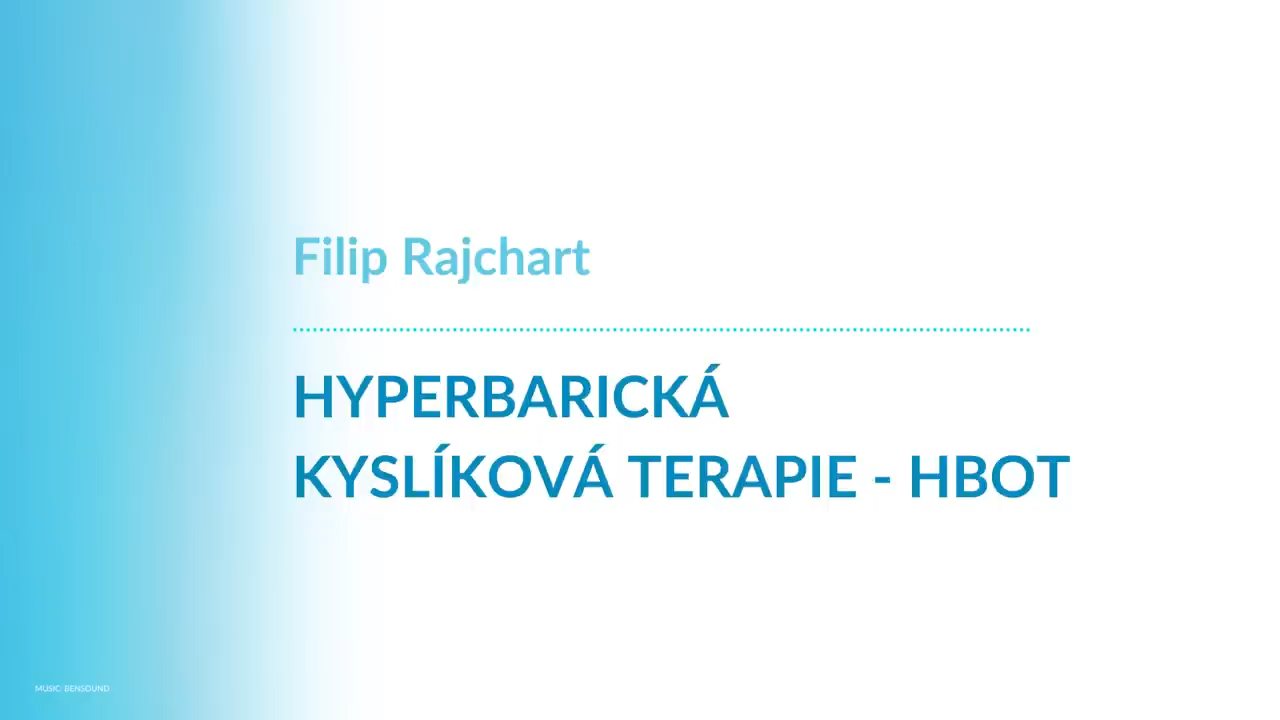 Filip Rajchart
HYPERBARICKÁ
KYSLÍKOVÁ TERAPIE - HBOT
MUSIC: BENSOUND